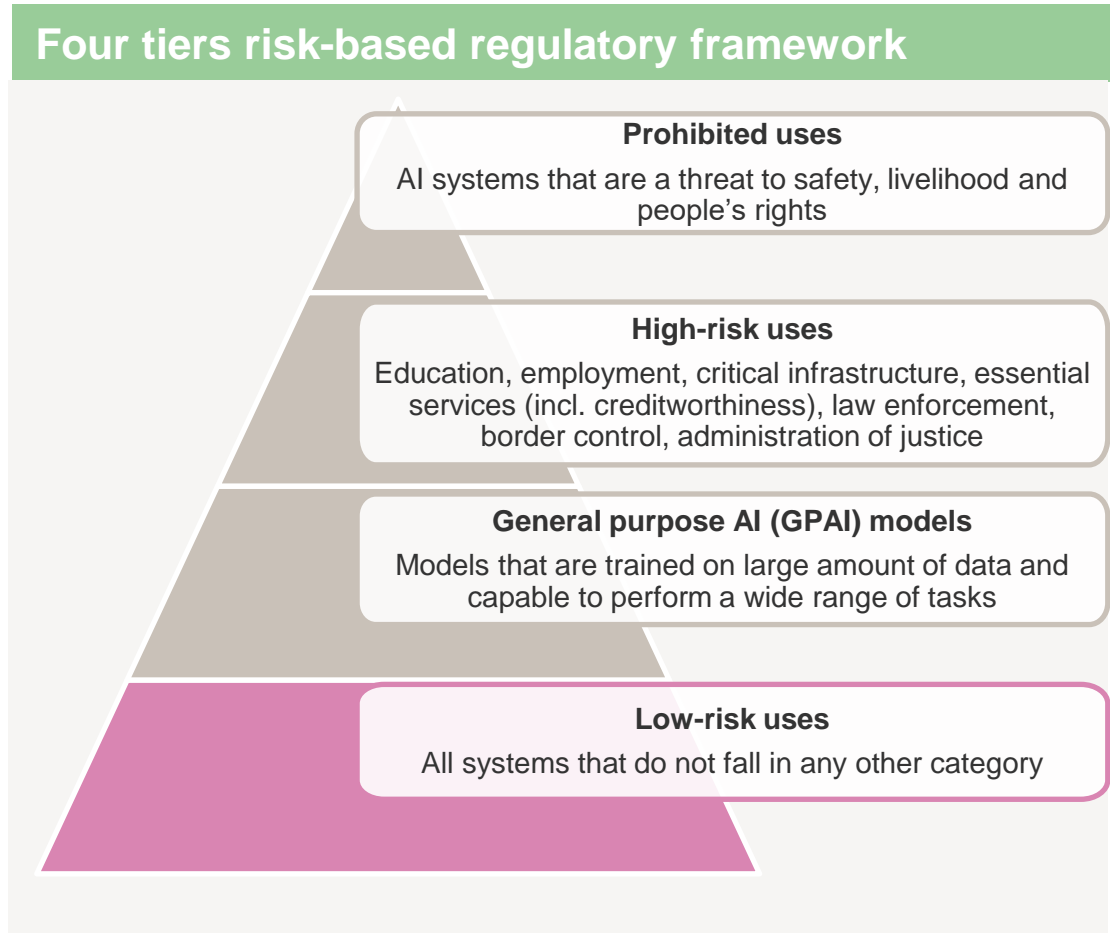 Four tiers risk-based regulatory framework
Prohibited uses
AI systems that are a threat to safety, livelihood and
people’s rights
High-risk uses
Education, employment, critical infrastructure, essential
services (incl. creditworthiness), law enforcement,
border control, administration of justice
General purpose AI (GPAI) models
Models that are trained on large amount of data and
capable to perform a wide range of tasks
Low-risk uses
All systems that do not fall in any other category